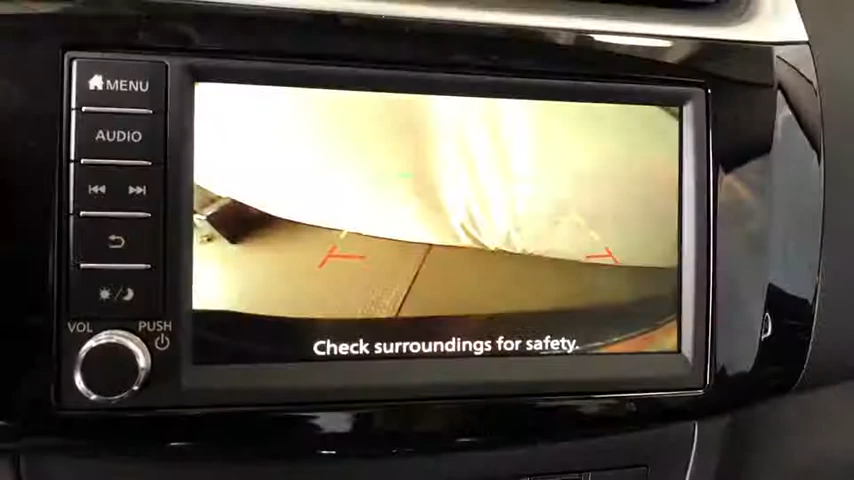 MENU
AUDIO
VOL
PUSH
Check surroundings for safety.